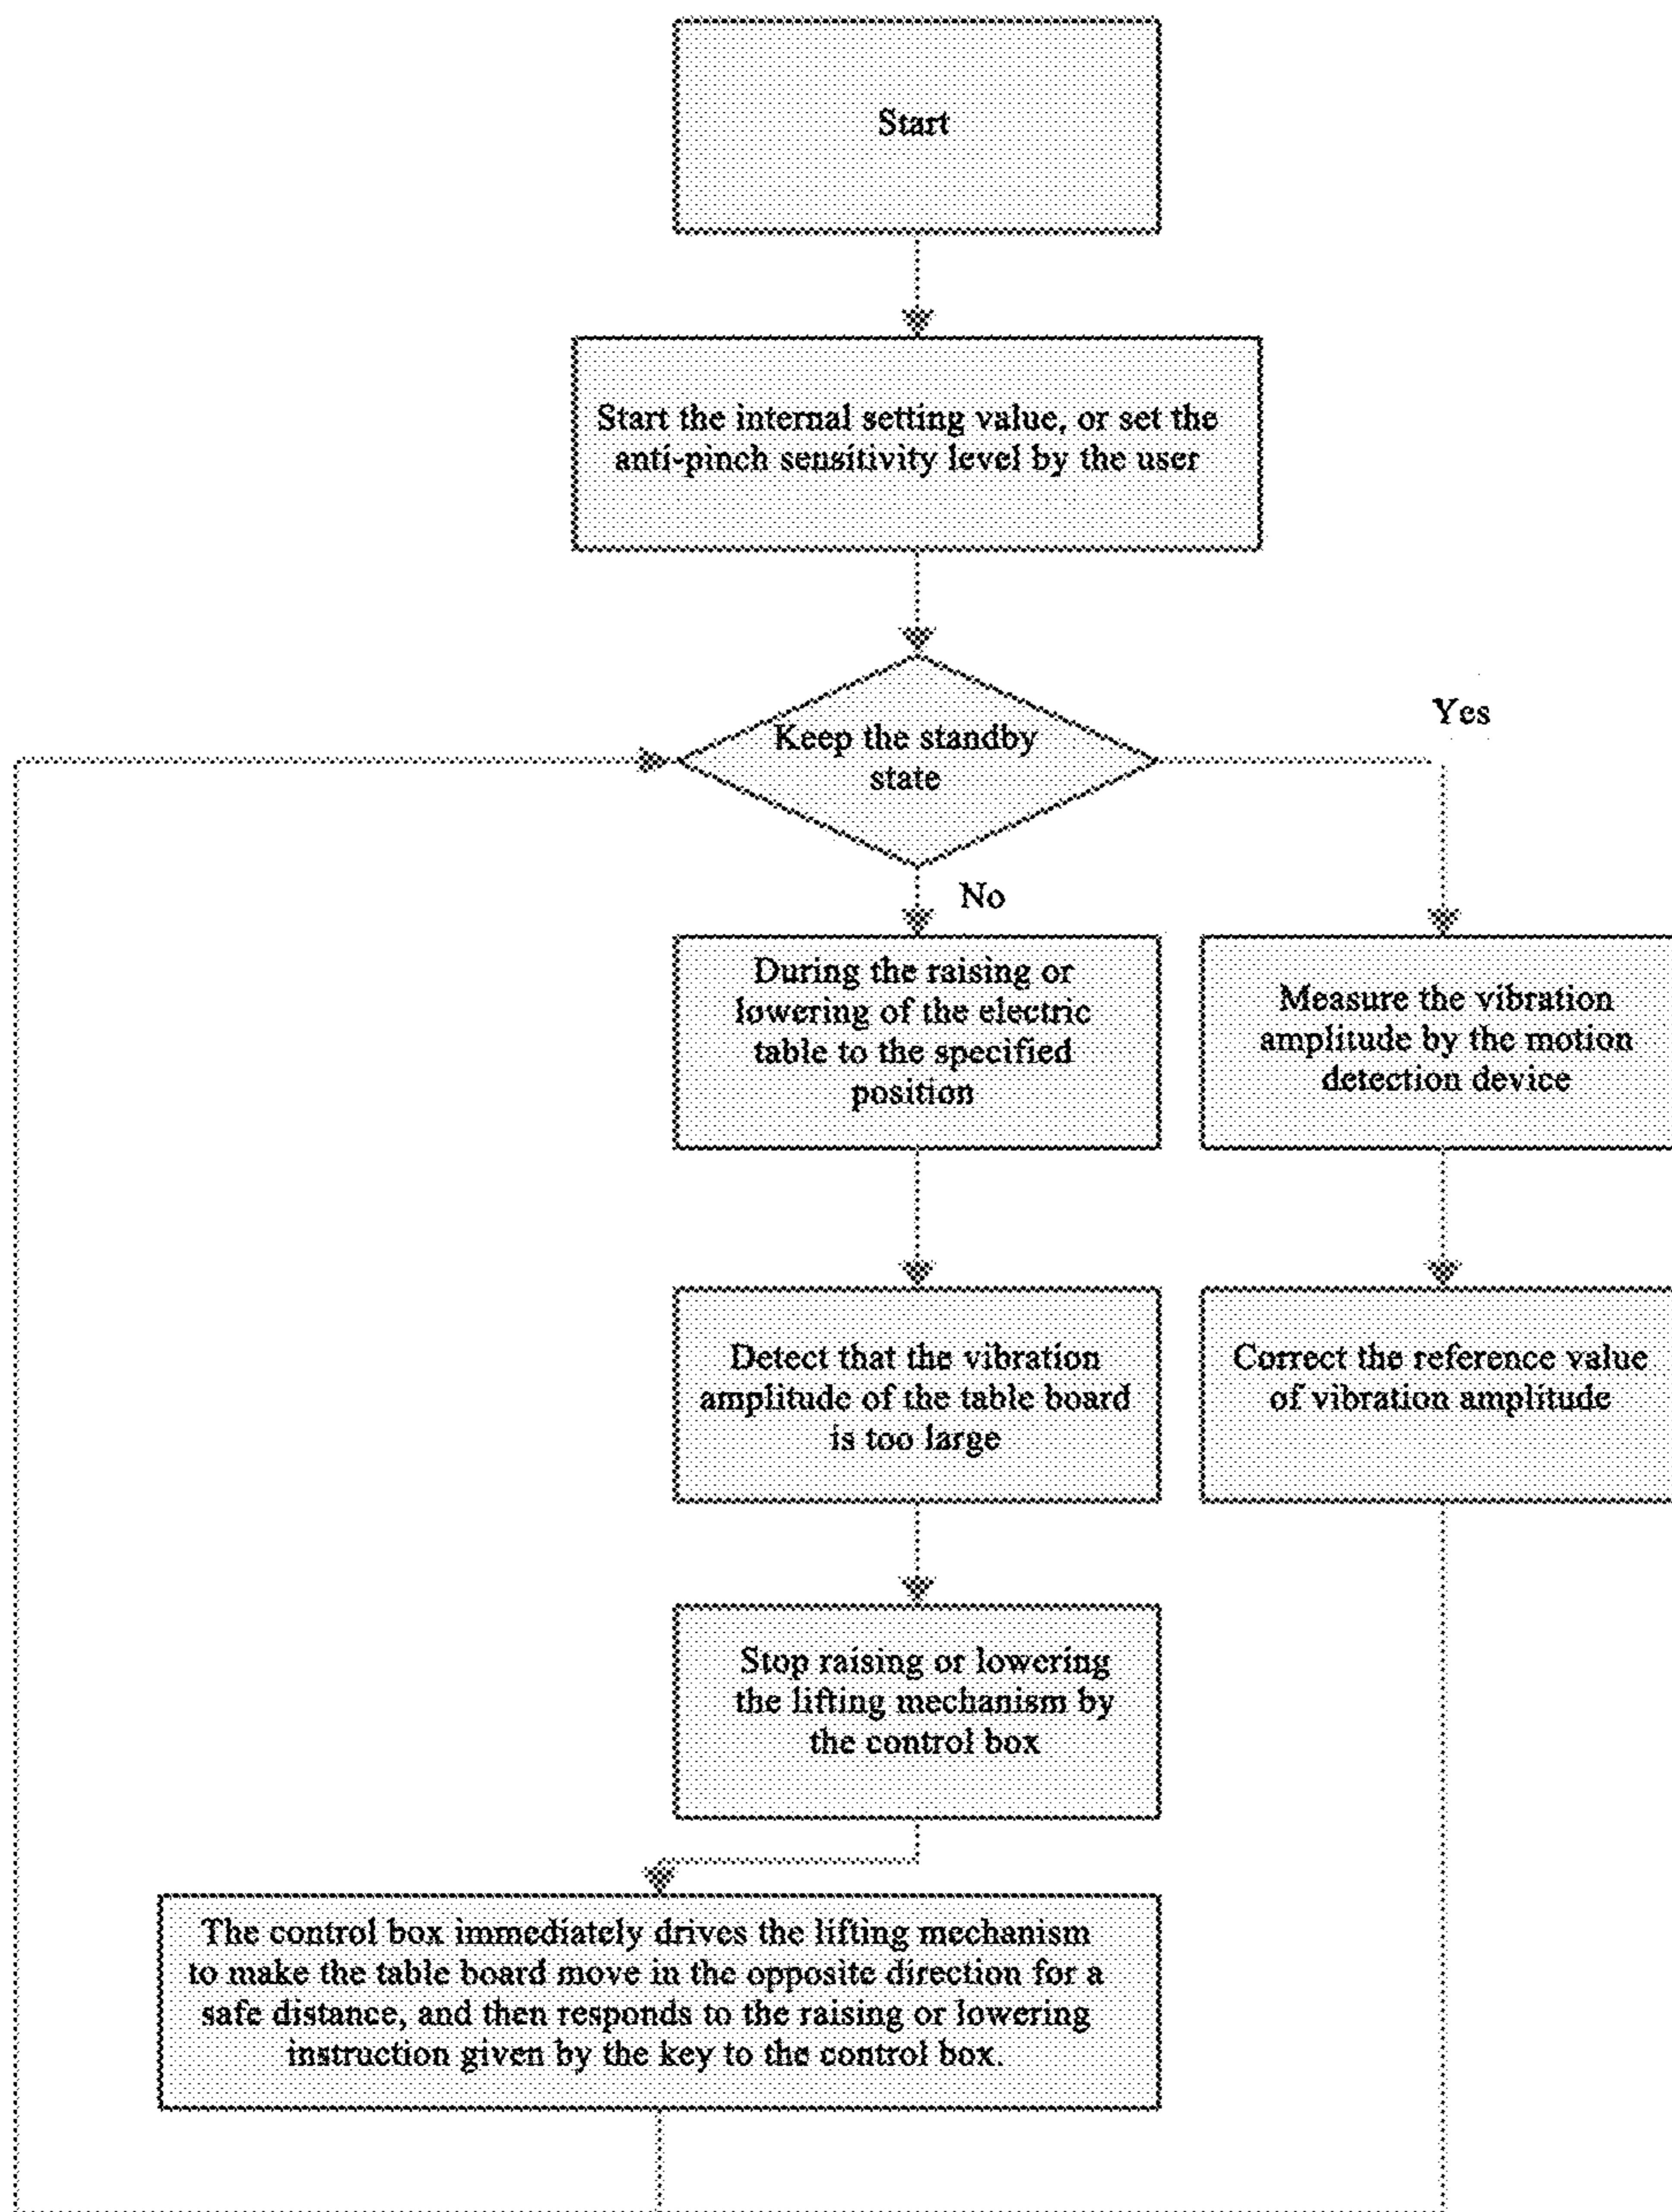 Start
Start the internal setting value, or set the
anti-pinch sensitivity level by the user
Keep the standby
state
Yes
No
During the raising or
lowering of the electric
table to the specified
position
Measure the vibration
amplitude by the motion
detection device
Detect that the vibration
amplitude of the table board
is too large
Correct the reference value
of vibration amplitude
Stop raising or lowering
the lifting mechanism by
the control box
The control box immediately drives the lifting mechanism
to make the table board move in the opposite direction for a
safe distance, and then responds to the raising or lowering
instruction given by the key to the control box.